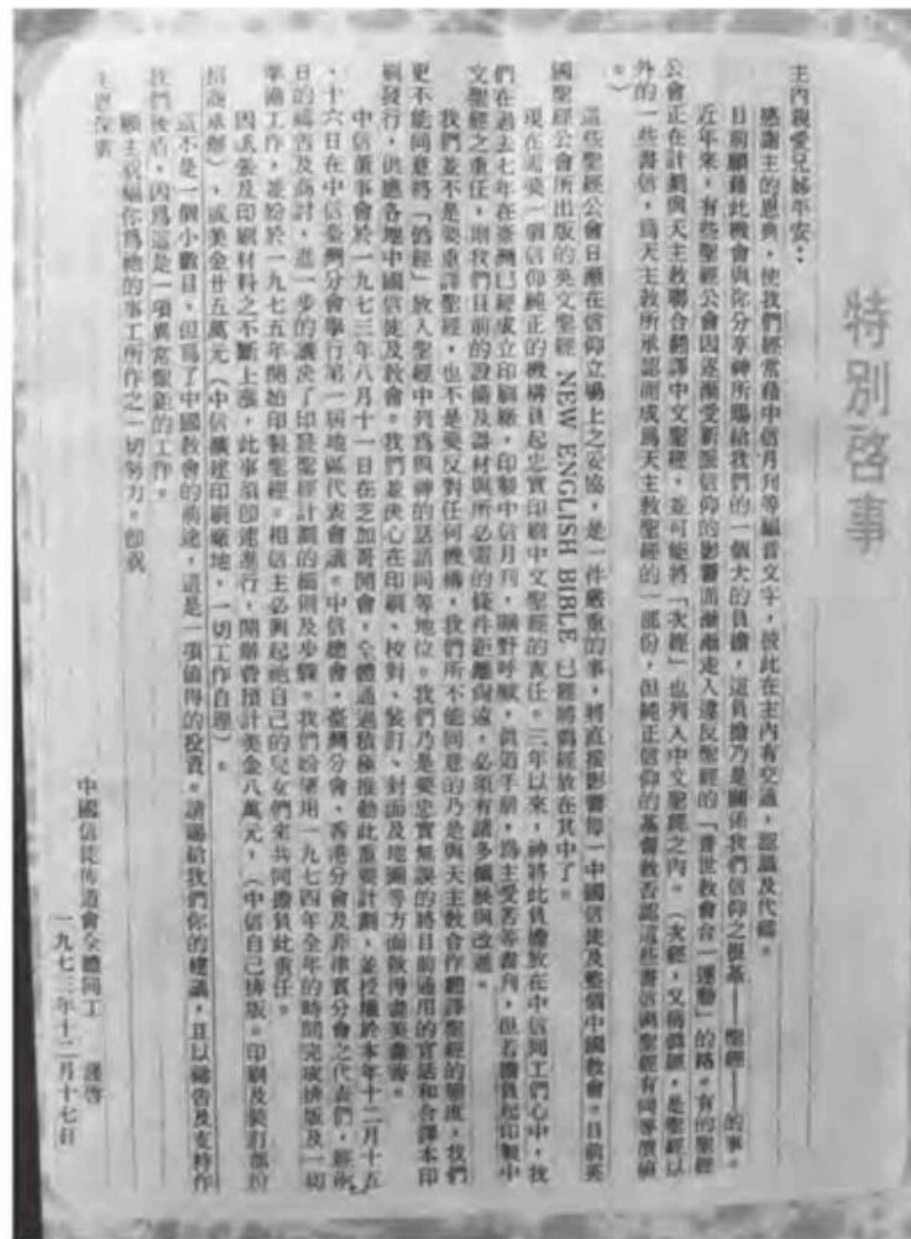 特別啓事
主內親愛兄姊平安：
感謝主的恩典，使我們經常藉中信月刊等福音文字，彼此在主內有交通，認識及代禱。
目前願藉此機會與你分享神所賜給我們的一個大的負擔，這負擔乃是關係我們信仰之根基——聖經——的事。
近年來，有些聖經公會因逐漸受新派信仰的影響而漸漸走入違反聖經的「普世教會合一運動」的路。有的聖經
公會正在計劃與天主教聯合翻譯中文聖經，並可能將「次經」也列入中文聖經之內。（次經，又稱僞經，是聖經以
外的一些書信，爲天主教所承認而成爲天主教聖經的一部份，但純正信仰的基督教否認這些書信與聖經有同等價值
。）
這些聖經公會日漸在信仰立場上之妥協，是一件嚴重的事，將直接影響每一中國信徒及整個中國教會。目前英
國聖經公會所出版的英文聖經 NEW ENGLISH BIBLE 已經將僞經放在其中了。
現在需要一個信仰純正的機構負起忠實印刷中文聖經的責任。三年以來，神將此負擔放在中信同工們心中，我
們在過去七年在臺灣已經成立印刷廠，印製中信月刊，曠野呼喊，眞道手册，爲主受苦等書刊，但若擔負起印製中
文聖經之重任，則我們目前的設備及器材與所必需的條件距離尙遠，必須有諸多擴展與改進。
我們並不是要重譯聖經，也不是要反對任何機構，我們所不能同意的乃是與天主教合作翻譯聖經的態度，我們
更不能同意將「僞經」放入聖經中列爲與神的話語同等地位。我們乃是要忠實無誤的將目前通用的官話和合譯本印
刷發行，供應各地中國信徒及教會。我們並決心在印刷、校對、裝訂、封面及地圖等方面做得盡美盡善。
中信董事會於一九七三年八月十一日在芝加哥開會，全體通過積極推動此重要計劃，並授權於本年十二月十五
、十六日在中信臺灣分會舉行第一屆地區代表會議。中信總會，臺灣分會，香港分會及菲律賓分會之代表們，經兩
日的禱告及商討，進一步的議決了印發聖經計劃的細則及步驟。我們盼望用一九七四年全年的時間完成排版及一切
準備工作，並盼於一九七五年開始印製聖經。相信主必興起祂自己的兒女們來共同擔負此重任。
因紙張及印刷材料之不斷上漲，此事須卽速進行，開辦費預計美金八萬元，（中信自己排版。印刷及裝訂部份
招商承辦），或美金廿五萬元（中信擴建印刷廠地，一切工作自理）。
這不是一個小數目，但爲了中國教會的前途，這是一項値得的投資。請賜給我們你的建議，且以禱告及支持作
我們後盾，因爲這是一項異常艱鉅的工作。
願主祝福你爲祂的事工所作之一切努力。卽祝
主恩深書
中國信徒佈道會全體同工　謹啓
一九七三年十二月十七日